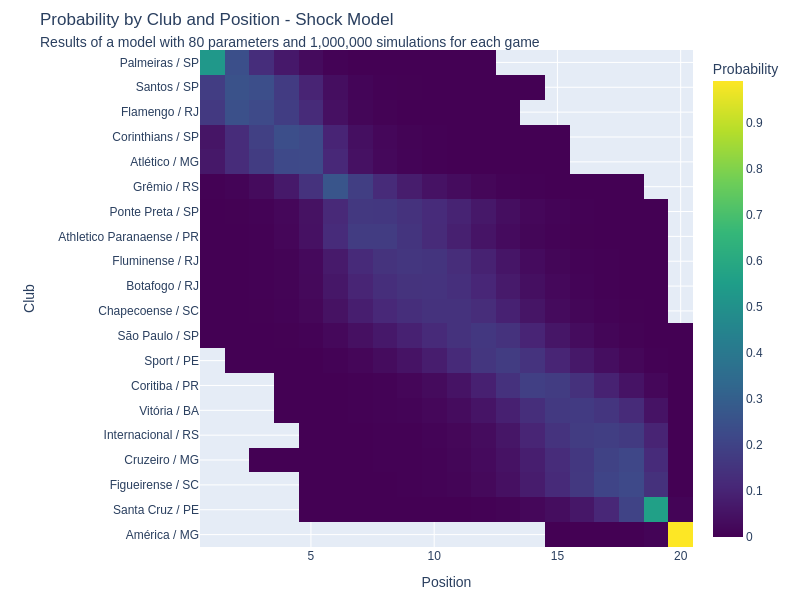 Probability by Club and Position - Shock Model
Results of a model with 80 parameters and 1,000,000 simulations for each game
Probability
Club
Palmeiras / SP
Santos / SP
Flamengo / RJ
Corinthians / SP
Atlético / MG
Grêmio / RS
Ponte Preta / SP
Athletico Paranaense / PR
Fluminense / RJ
Botafogo / RJ
Chapecoense / SC
São Paulo / SP
Sport / PE
Coritiba / PR
Vitória / BA
Internacional / RS
Cruzeiro / MG
Figueirense / SC
Santa Cruz / PE
América / MG
0.9
0.8
0.7
0.6
0.5
0.4
0.3
0.2
0.1
0
5 10 15 20
Position